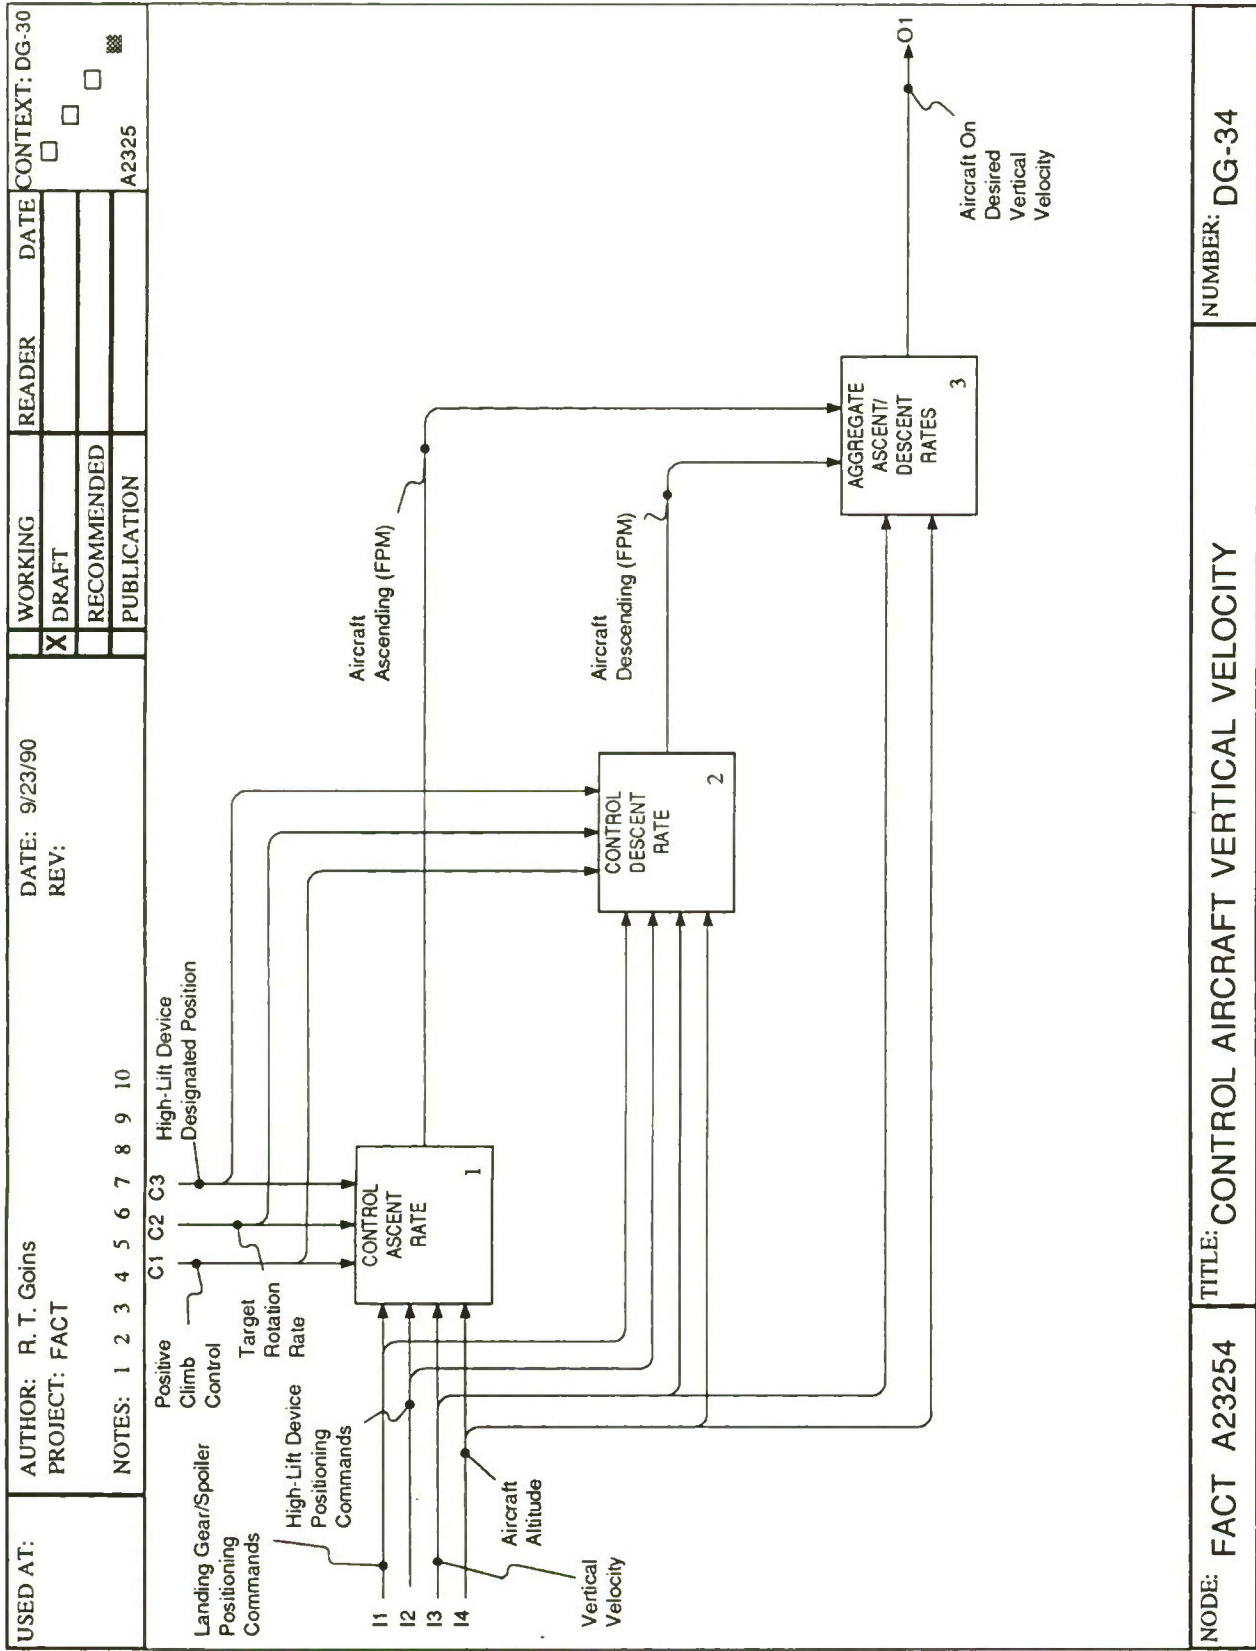 USED AT:
AUTHOR: R. T. Goins
PROJECT: FACT
NOTES: 1 2 3 4 5 6 7 8 9 10
DATE: 9/23/90
REV:
WORKING
X DRAFT
RECOMMENDED
PUBLICATION
READER DATE
CONTEXT: DG-30
A2325
Positive
Climb
Control
C1 C2 C3
High-Lift Device
Designated Position
Target
Rotation
Rate
Landing Gear/Spoiler
Positioning
Commands
High-Lift Device
Positioning
Commands
I1
I2
I3
I4
Aircraft
Altitude
Vertical
Velocity
CONTROL
ASCENT
RATE
1
Aircraft
Ascending (FPM)
CONTROL
DESCENT
RATE
2
Aircraft
Descending (FPM)
AGGREGATE
ASCENT/
DESCENT
RATES
3
O1
Aircraft On
Desired
Vertical
Velocity
NODE: FACT A23254
TITLE: CONTROL AIRCRAFT VERTICAL VELOCITY
NUMBER: DG-34